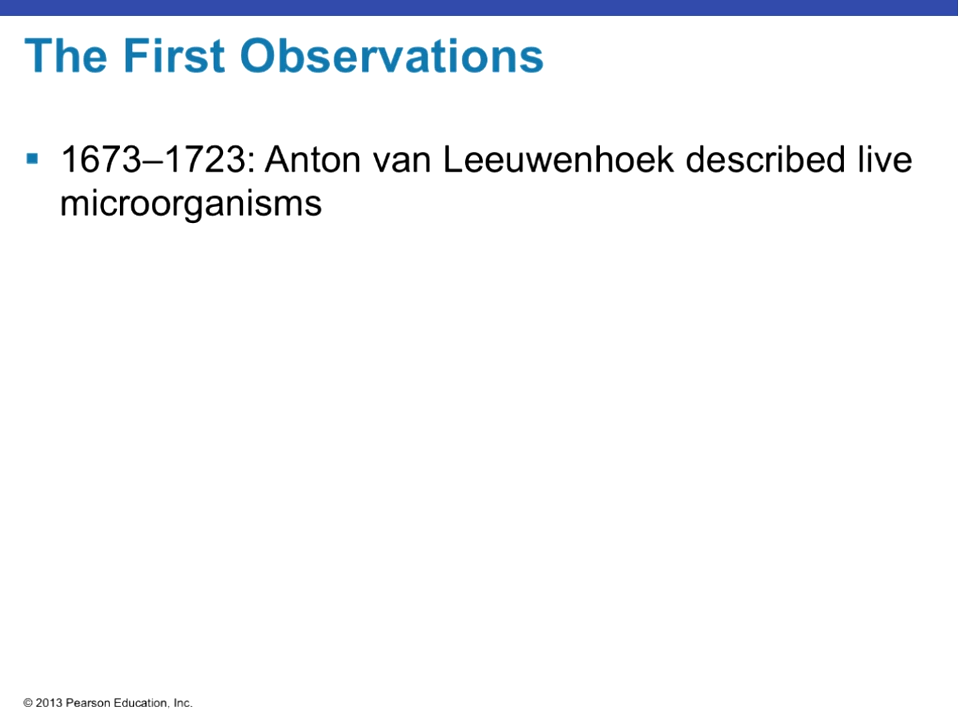 The First Observations
▪ 1673–1723: Anton van Leeuwenhoek described live
microorganisms
© 2013 Pearson Education, Inc.